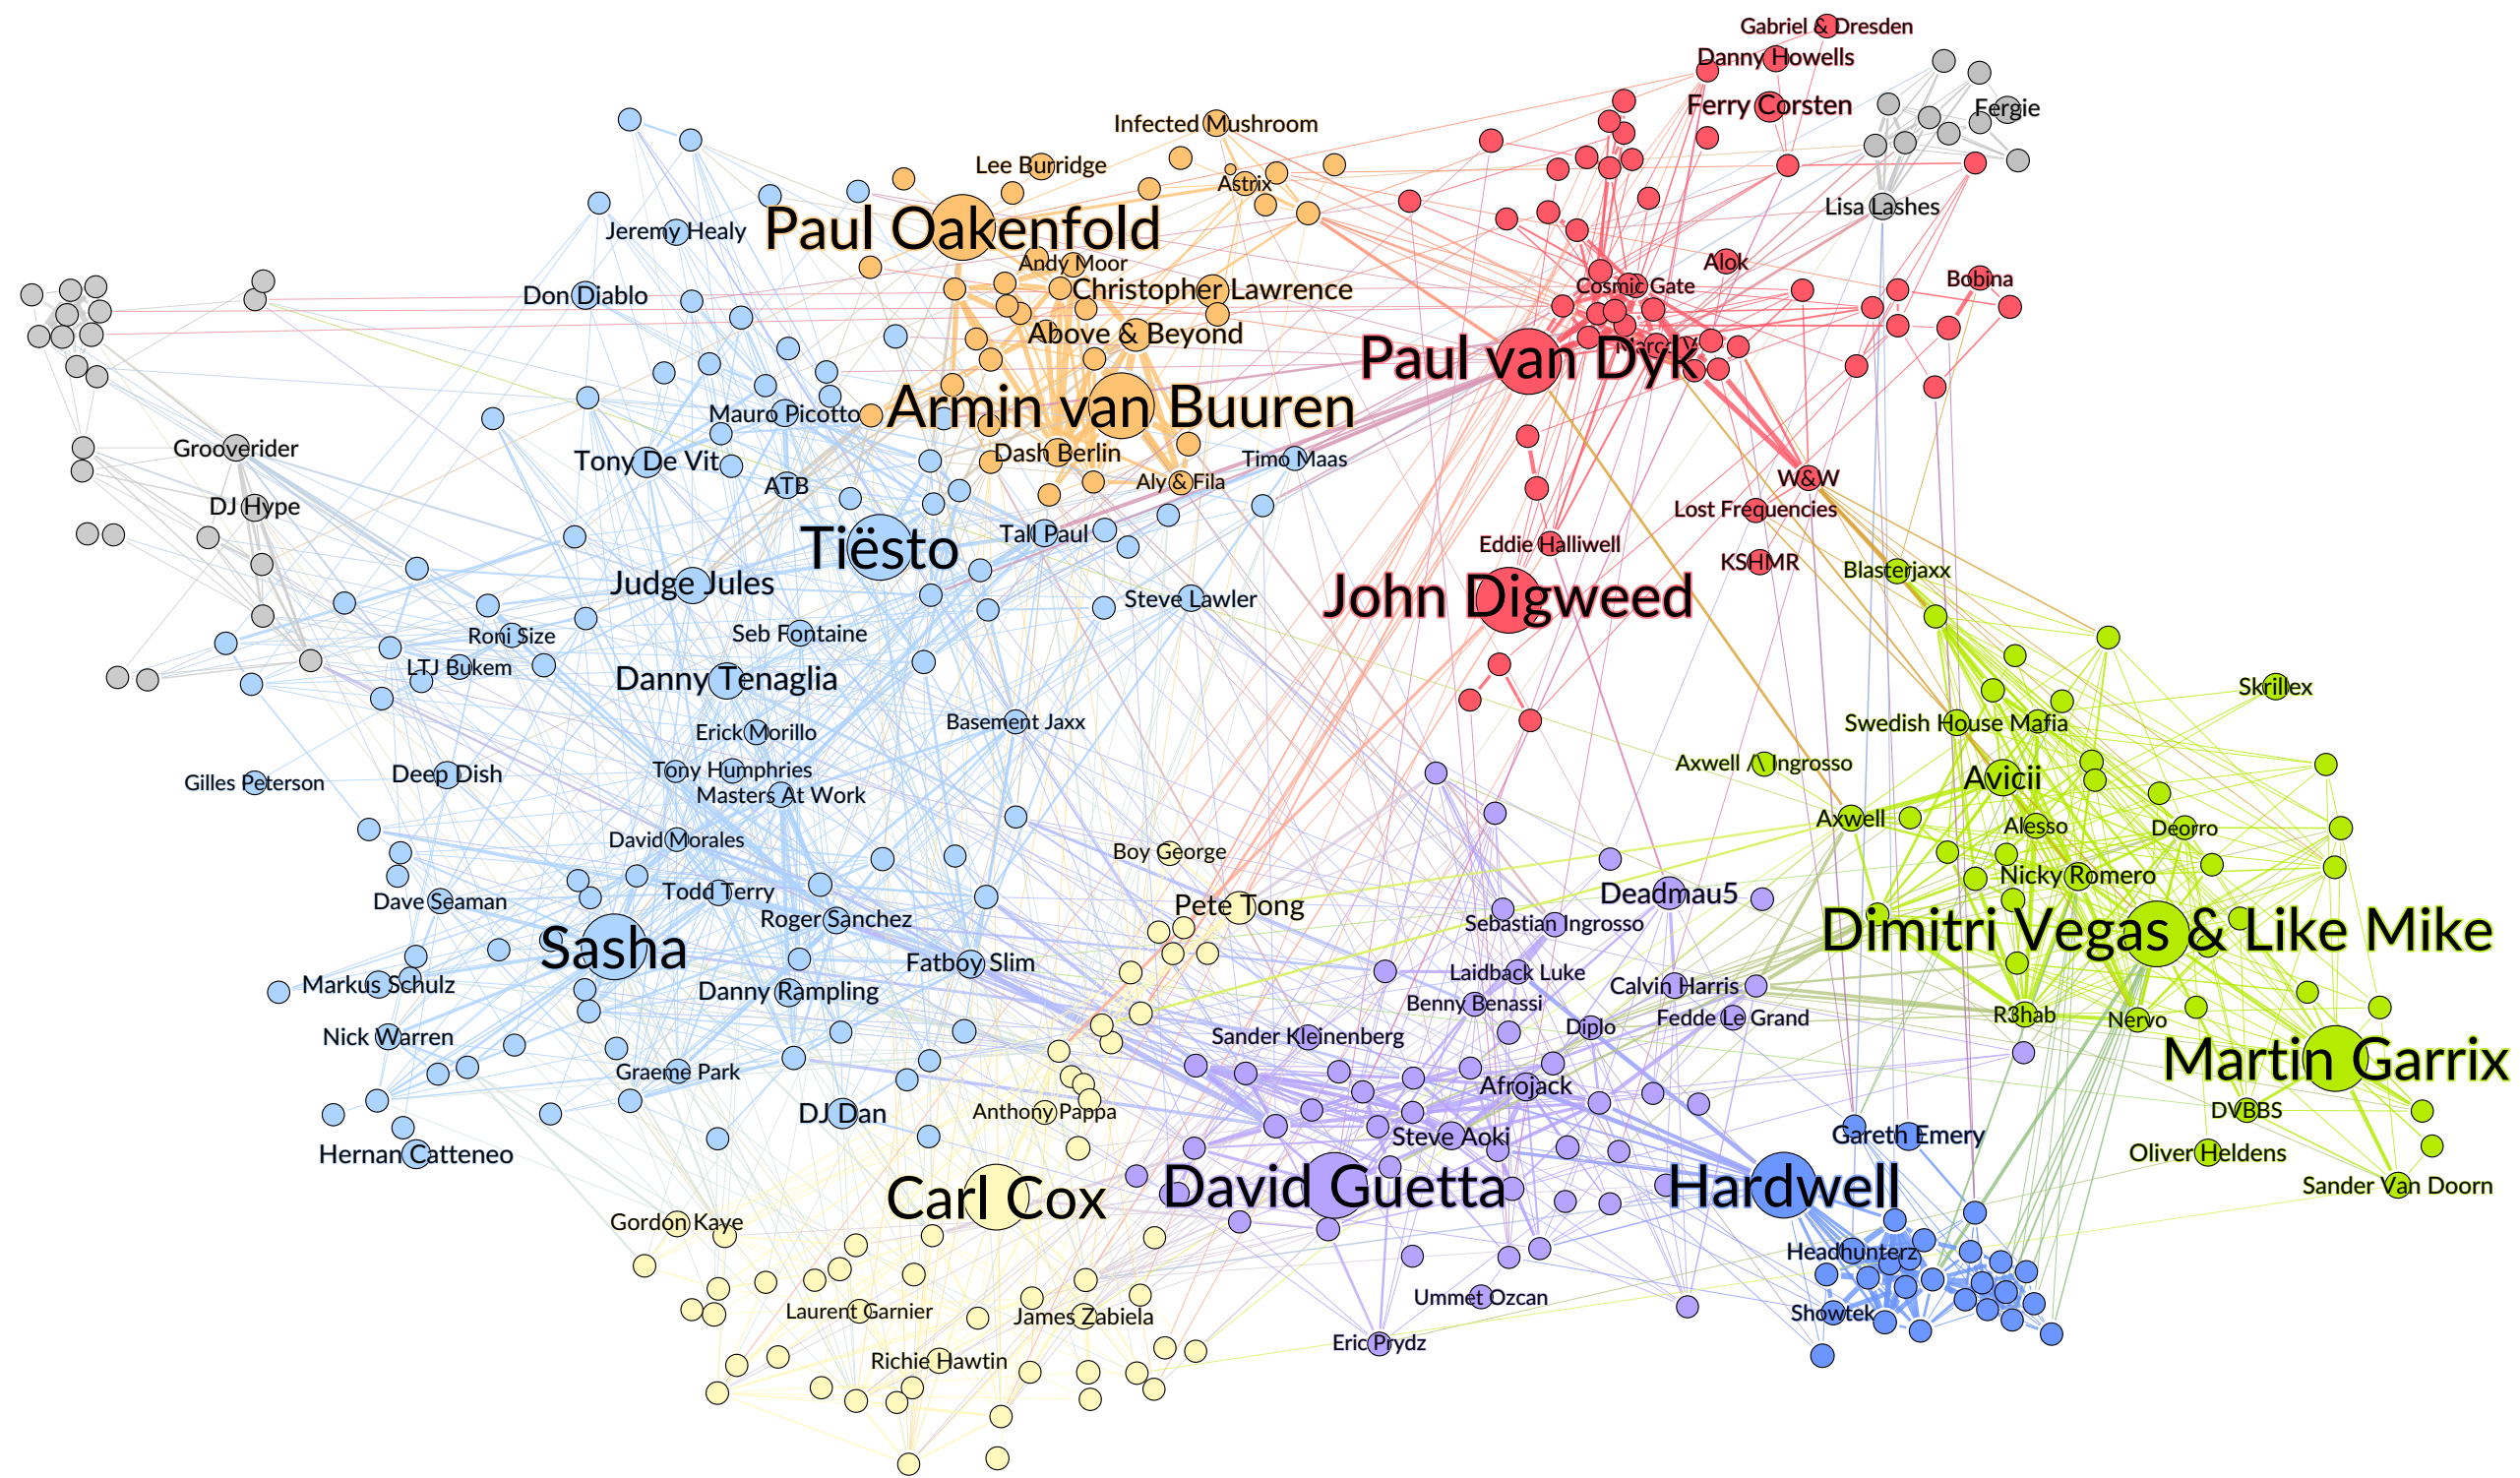 Gabriel & Dresden
Danny Howells
Ferry Corsten
Fergie
Infected Mushroom
Lee Burridge
Astrix
Lisa Lashes
Jeremy Healy
Paul Oakenfold
Andy Moor
Alok
Bobina
Don Diablo
Christopher Lawrence
Cosmic Gate
Above & Beyond
Paul van Dyk
Mauro Picotto
Armin van Buuren
Grooverider
Tony De Vit
Dash Berlin
Timo Maas
ATB
Aly & Fila
W&W
DJ Hype
Lost Frequencies
Tiësto
Tall Paul
Eddie Halliwell
KSHMR
Blasterjaxx
Judge Jules
Steve Lawler
John Digweed
Roni Size
Seb Fontaine
LTJ Bukem
Danny Tenaglia
Skrillex
Erick Morillo
Basement Jaxx
Swedish House Mafia
Gilles Peterson
Deep Dish
Tony Humphries
Axwell /\ Ingrosso
Avicii
Masters At Work
David Morales
Axwell
Alesso
Deorro
Boy George
Dave Seaman
Todd Terry
Pete Tong
Deadmau5
Nicky Romero
Roger Sanchez
Sebastian Ingrosso
Dimitri Vegas & Like Mike
Sasha
Fatboy Slim
Laidback Luke
Markus Schulz
Danny Rampling
Calvin Harris
Benny Benassi
Nick Warren
Sander Kleinenberg
Diplo
Fedde Le Grand
R3hab
Nervo
Graeme Park
Afrojack
Martin Garrix
DJ Dan
Anthony Pappa
DVBBS
Hernan Catteneo
Steve Aoki
Gareth Emery
Oliver Heldens
Carl Cox
David Guetta
Hardwell
Sander Van Doorn
Gordon Kaye
Headhunterz
Laurent Garnier
James Zabiela
Ummet Ozcan
Showtek
Richie Hawtin
Eric Prydz